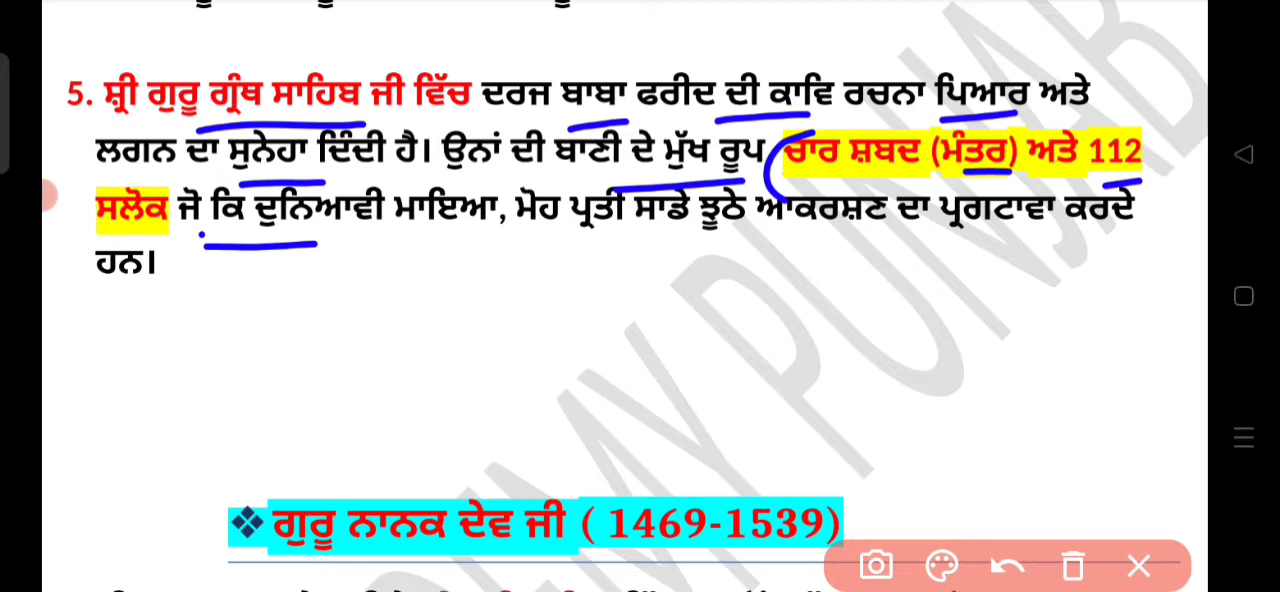 5. ਸ਼੍ਰੀ ਗੁਰੂ ਗ੍ਰੰਥ ਸਾਹਿਬ ਜੀ ਵਿੱਚ ਦਰਜ ਬਾਬਾ ਫਰੀਦ ਦੀ ਕਾਵਿ ਰਚਨਾ ਪਿਆਰ ਅਤੇ
ਲਗਨ ਦਾ ਸੁਨੇਹਾ ਦਿੰਦੀ ਹੈ। ਉਨਾਂ ਦੀ ਬਾਣੀ ਦੇ ਮੁੱਖ ਰੂਪ ਚਾਰ ਸ਼ਬਦ (ਮੰਤਰ) ਅਤੇ 112
ਸਲੋਕ ਜੋ ਕਿ ਦੁਨਿਆਵੀ ਮਾਇਆ, ਮੋਹ ਪ੍ਰਤੀ ਸਾਡੇ ਝੂਠੇ ਆਕਰਸ਼ਣ ਦਾ ਪ੍ਰਗਟਾਵਾ ਕਰਦੇ
ਹਨ।
❖ ਗੁਰੂ ਨਾਨਕ ਦੇਵ ਜੀ ( 1469-1539)